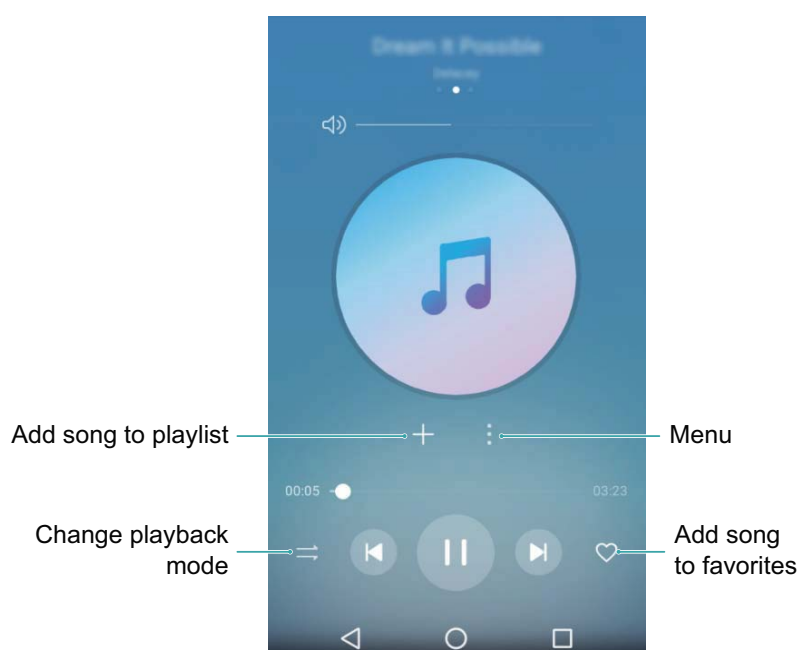 Dream It Possible
Delacey
Add song to playlist
Menu
00:05
03:23
Change playback
mode
Add song
to favorites